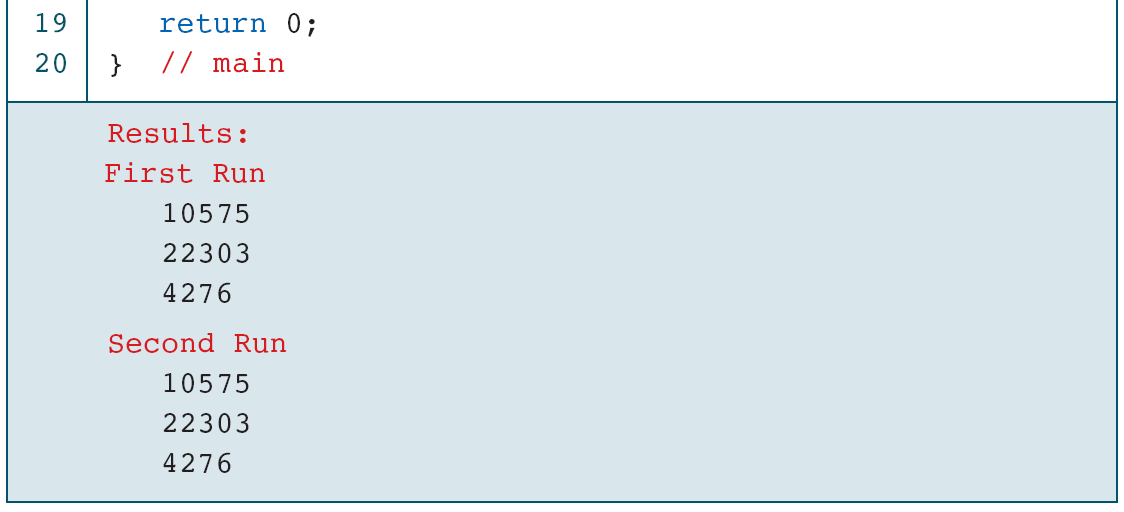 19 return 0;
20 } // main
Results:
First Run
10575
22303
4276
Second Run
10575
22303
4276